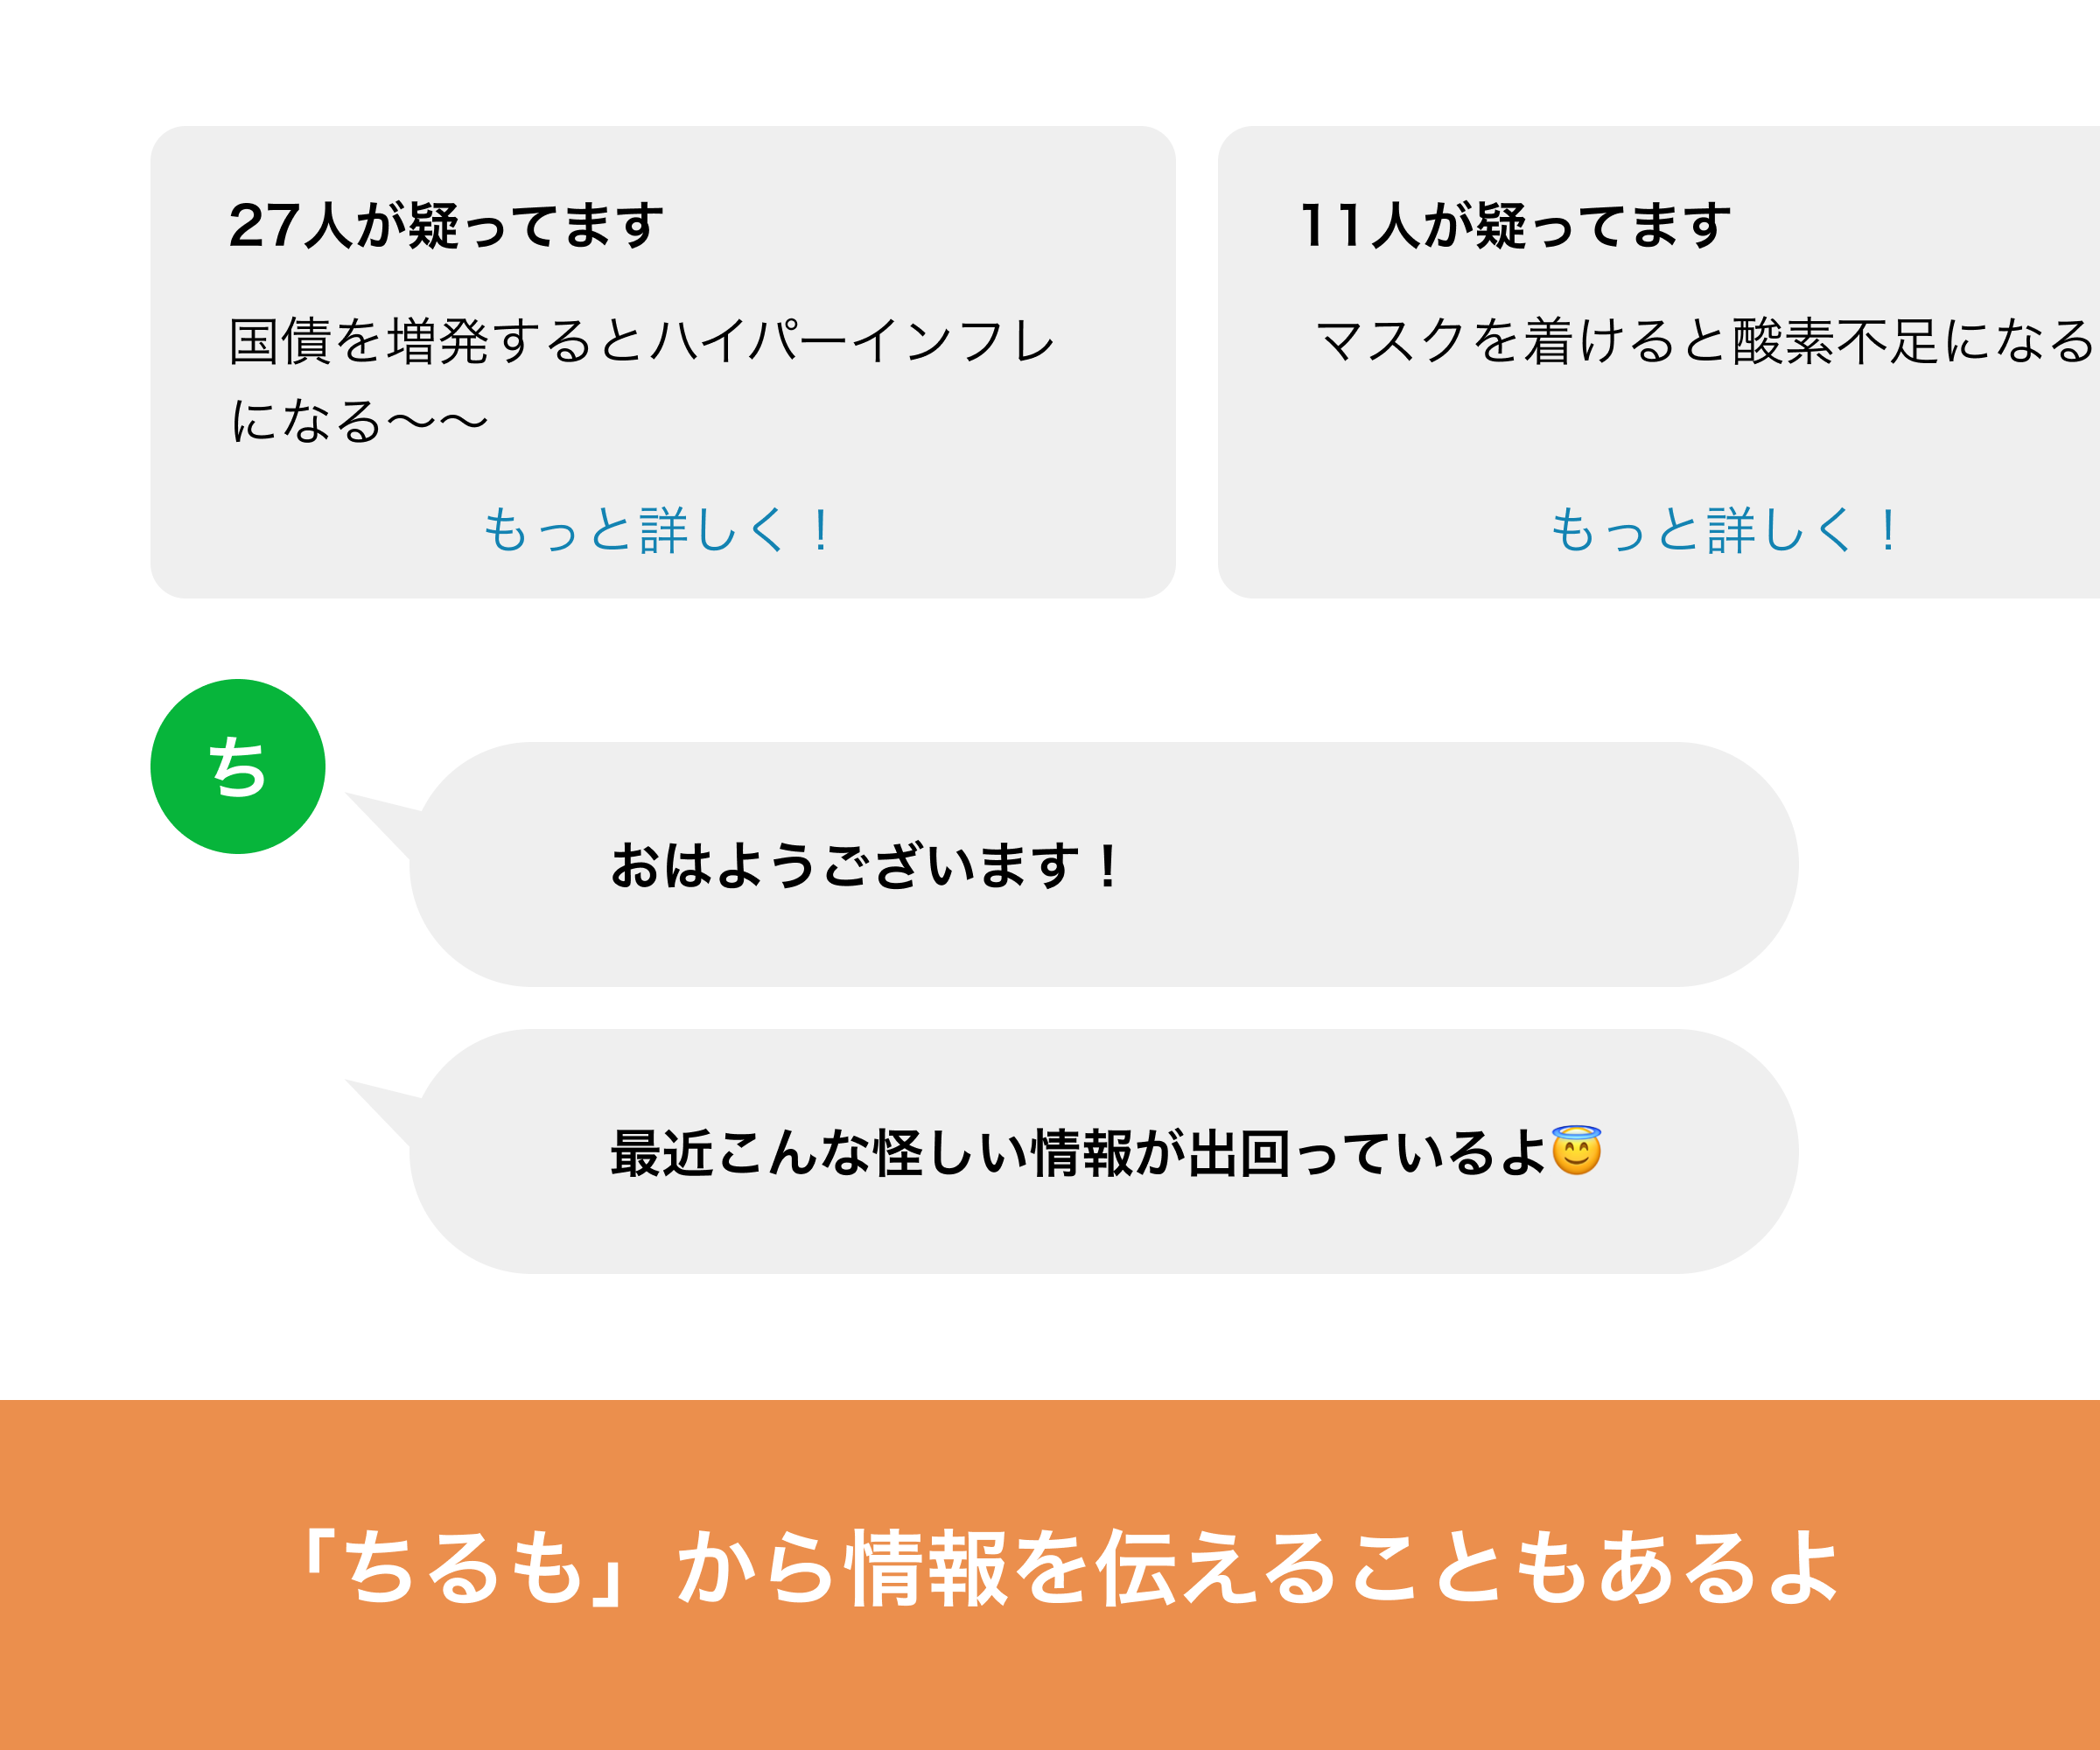 27人が疑ってます
国債を増発するとハイパーインフレ
になる〜〜
もっと詳しく！
11人が疑ってます
マスクを着けると酸素不足になる
もっと詳しく！
ち
おはようございます！
最近こんな怪しい情報が出回っているよ😇
「ちるも」から情報を伝えることもあるよ